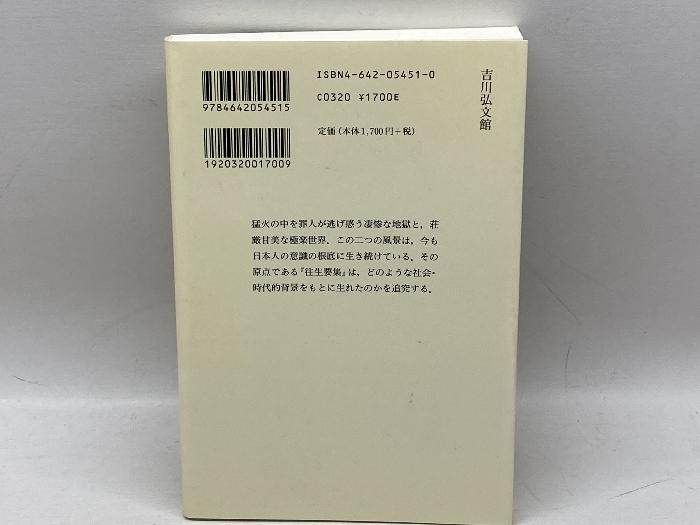 ISBN4-642-05451-0
C0320 ¥1700E
9784642054515
定価(本体1,700円+税)
1920320017009
吉川弘文館
猛火の中を罪人が逃げ惑う凄惨な地獄と，荘
厳甘美な極楽世界．この二つの風景は，今も
日本人の意識の根底に生き続けている．その
原点である『往生要集』は，どのような社会・
時代的背景をもとに生れたのかを追究する．